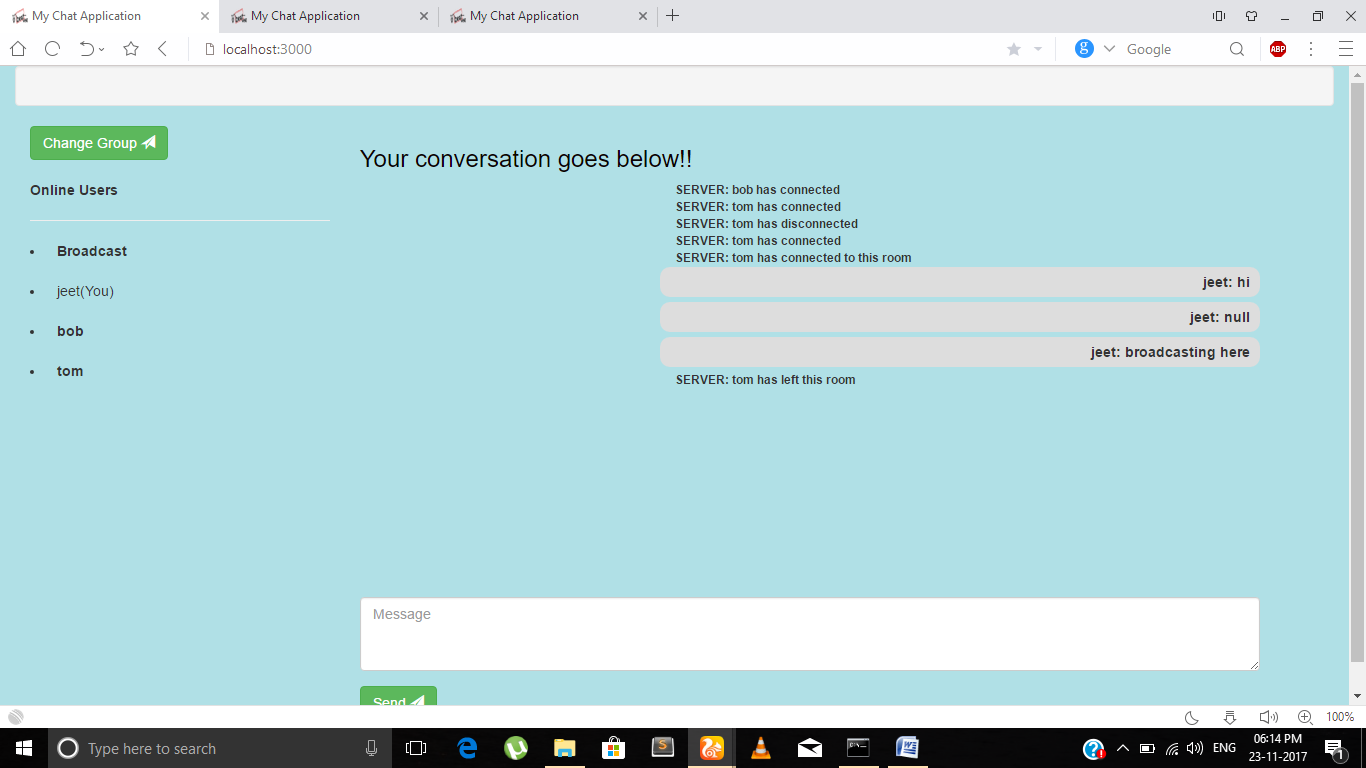 My Chat Application
My Chat Application
My Chat Application
localhost:3000
g
Google
ABP
Change Group
Your conversation goes below!!
Online Users
SERVER: bob has connected
SERVER: tom has connected
SERVER: tom has disconnected
SERVER: tom has connected
SERVER: tom has connected to this room
Broadcast
jeet(You)
bob
tom
jeet: hi
jeet: null
jeet: broadcasting here
SERVER: tom has left this room
Message
Send
100%
Type here to search
ENG
06:14 PM
23-11-2017
1